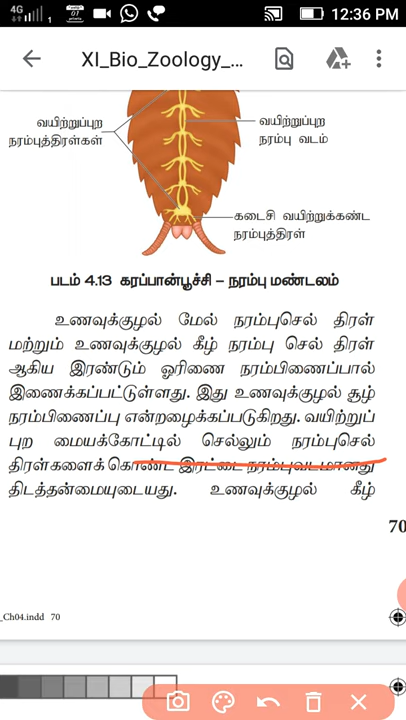 4G
1
12:36 PM
XI_Bio_Zoology_...
வயிற்றுப்புற
நரம்புத்திரள்கள்
வயிற்றுப்புற
நரம்பு வடம்
கடைசி வயிற்றுக்கண்ட
நரம்புத்திரள்
படம் 4.13 கரப்பான்பூச்சி – நரம்பு மண்டலம்
உணவுக்குழல் மேல் நரம்புசெல் திரள்
மற்றும் உணவுக்குழல் கீழ் நரம்பு செல் திரள்
ஆகிய இரண்டும் ஓரிணை நரம்பிணைப்பால்
இணைக்கப்பட்டுள்ளது. இது உணவுக்குழல் சூழ்
நரம்பிணைப்பு என்றழைக்கப்படுகிறது. வயிற்றுப்
புற மையக்கோட்டில் செல்லும் நரம்புசெல்
திரள்களைக் கொண்ட இரட்டை நரம்புவடமானது
திடத்தன்மையுடையது. உணவுக்குழல் கீழ்
70
_Ch04.indd 70